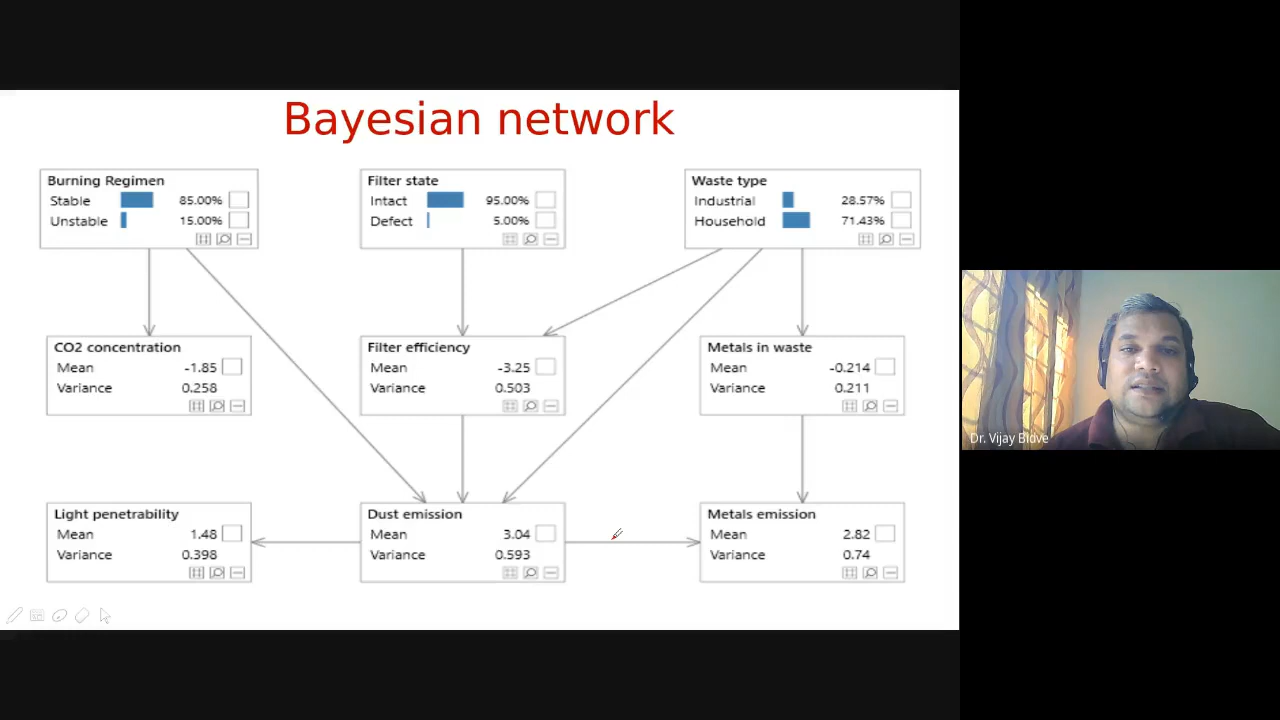 Bayesian network
Burning Regimen
Stable 85.00%
Unstable 15.00%
Filter state
Intact 95.00%
Defect 5.00%
Waste type
Industrial 28.57%
Household 71.43%
CO2 concentration
Mean -1.85
Variance 0.258
Filter efficiency
Mean -3.25
Variance 0.503
Metals in waste
Mean -0.214
Variance 0.211
Light penetrability
Mean 1.48
Variance 0.398
Dust emission
Mean 3.04
Variance 0.593
Metals emission
Mean 2.82
Variance 0.74
Dr. Vijay Bidve